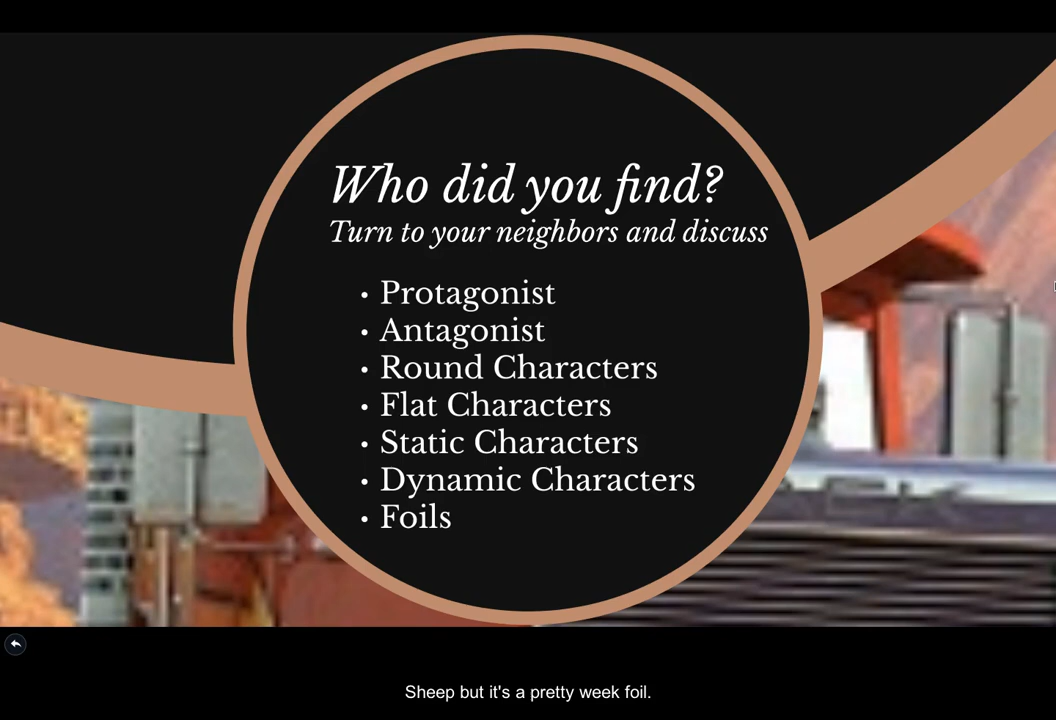 Who did you find?
Turn to your neighbors and discuss
• Protagonist
• Antagonist
• Round Characters
• Flat Characters
• Static Characters
• Dynamic Characters
• Foils
Sheep but it's a pretty week foil.